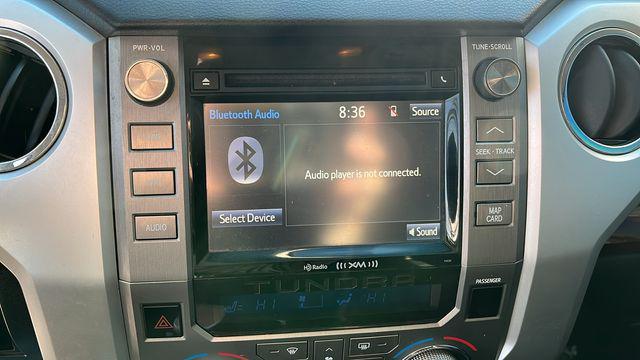 PWR•VOL
TUNE•SCROLL
Bluetooth Audio
8:36
Source
Audio player is not connected.
SEEK • TRACK
Select Device
AUDIO
MAP
CARD
Sound
HD Radio ((XM))
TUNDRA
PASSENGER
HI
HI